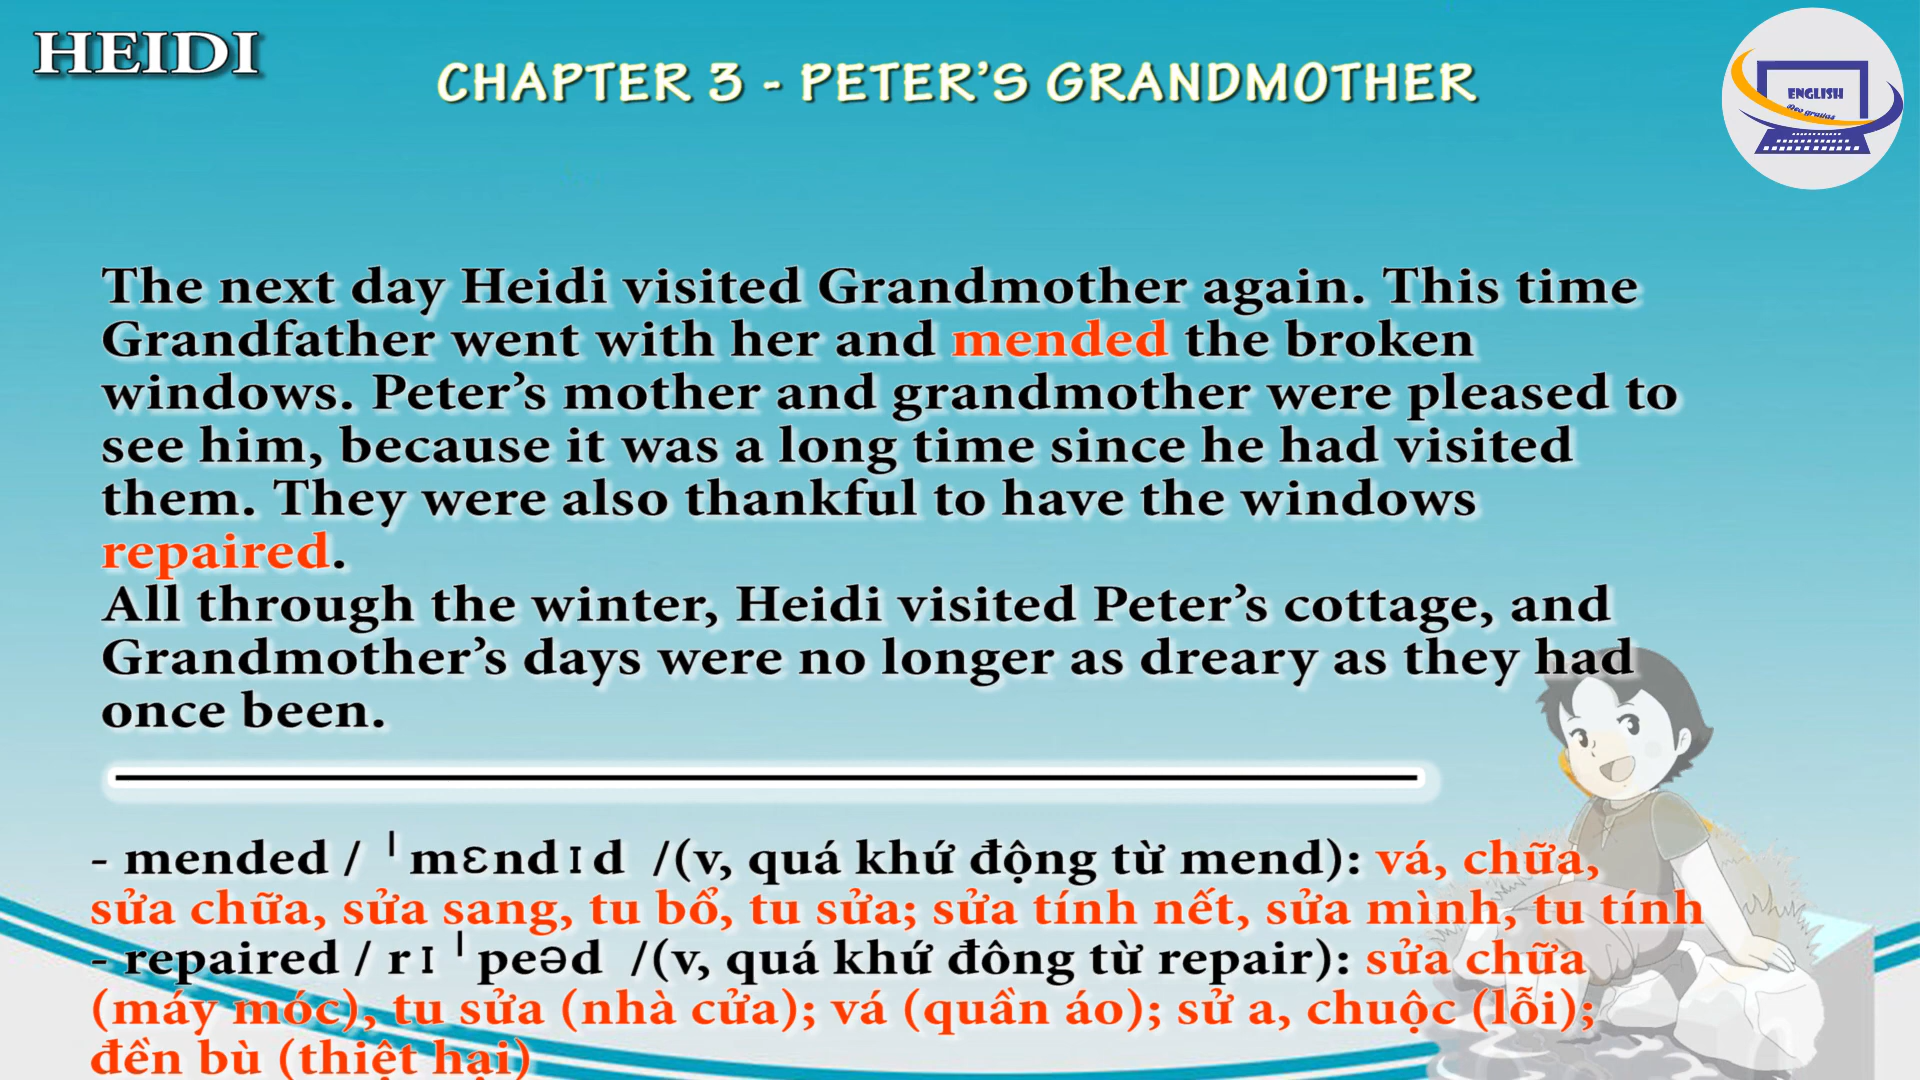 HEIDI
CHAPTER 3 - PETER’S GRANDMOTHER
ENGLISH
Deo gratias
The next day Heidi visited Grandmother again. This time
Grandfather went with her and mended the broken
windows. Peter’s mother and grandmother were pleased to
see him, because it was a long time since he had visited
them. They were also thankful to have the windows
repaired.
All through the winter, Heidi visited Peter’s cottage, and
Grandmother’s days were no longer as dreary as they had
once been.
- mended / ˈmɛndɪd /(v, quá khứ động từ mend): vá, chữa,
sửa chữa, sửa sang, tu bổ, tu sửa; sửa tính nết, sửa mình, tu tính
- repaired / rɪˈpeəd /(v, quá khứ đông từ repair): sửa chữa
(máy móc), tu sửa (nhà cửa); vá (quần áo); sử a, chuộc (lỗi);
đền bù (thiệt hại)